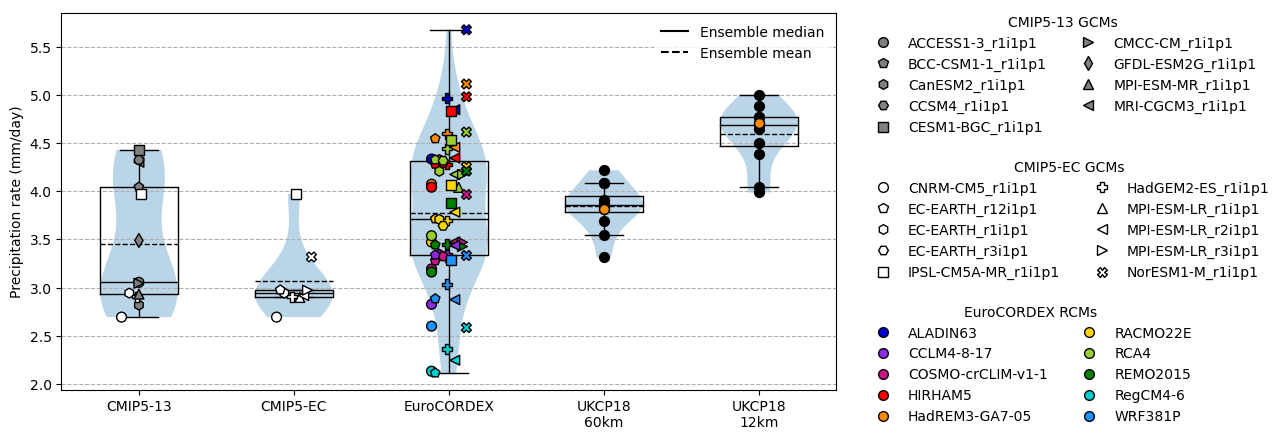 Precipitation rate (mm/day)
5.5
5.0
4.5
4.0
3.5
3.0
2.5
2.0
Ensemble median
Ensemble mean
CMIP5-13
CMIP5-EC
EuroCORDEX
UKCP18
60km
UKCP18
12km
CMIP5-13 GCMs
ACCESS1-3_r1i1p1
BCC-CSM1-1_r1i1p1
CanESM2_r1i1p1
CCSM4_r1i1p1
CESM1-BGC_r1i1p1
CMCC-CM_r1i1p1
GFDL-ESM2G_r1i1p1
MPI-ESM-MR_r1i1p1
MRI-CGCM3_r1i1p1
CMIP5-EC GCMs
CNRM-CM5_r1i1p1
EC-EARTH_r12i1p1
EC-EARTH_r1i1p1
EC-EARTH_r3i1p1
IPSL-CM5A-MR_r1i1p1
HadGEM2-ES_r1i1p1
MPI-ESM-LR_r1i1p1
MPI-ESM-LR_r2i1p1
MPI-ESM-LR_r3i1p1
NorESM1-M_r1i1p1
EuroCORDEX RCMs
ALADIN63
CCLM4-8-17
COSMO-crCLIM-v1-1
HIRHAM5
HadREM3-GA7-05
RACMO22E
RCA4
REMO2015
RegCM4-6
WRF381P